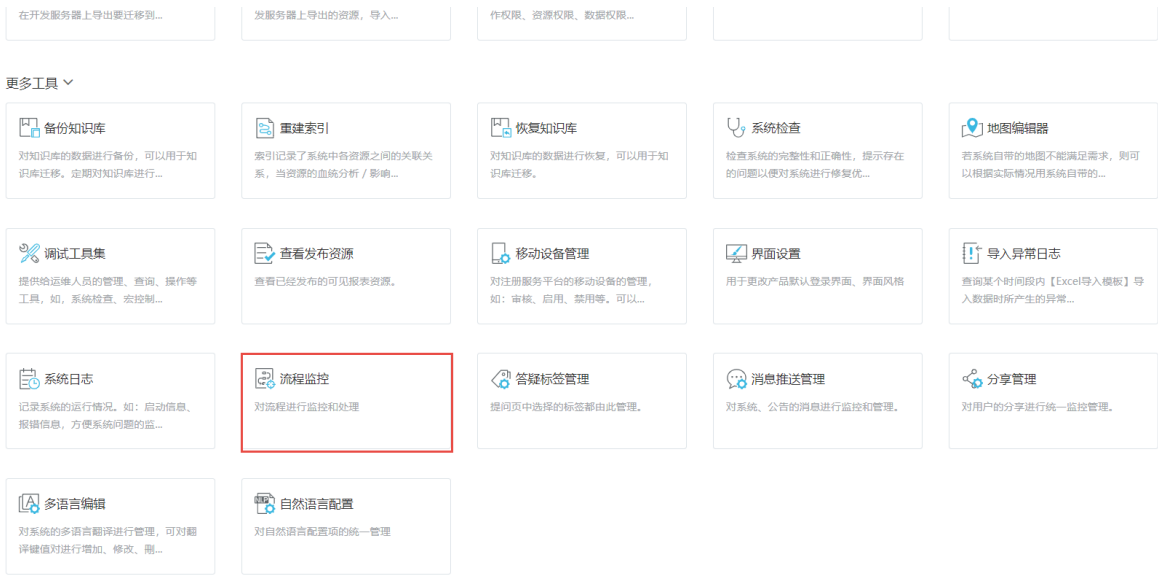 在开发服务器上导出要迁移到...
发服务器上导出的资源，导入...
作权限、资源权限、数据权限...
更多工具
备份知识库
对知识库的数据进行备份，可以用于知
识库迁移。定期对知识库进行...
重建索引
索引记录了系统中各资源之间的关联关
系，当资源的血统分析 / 影响...
恢复知识库
对知识库的数据进行恢复，可以用于知
识库迁移。
系统检查
检查系统的完整性和正确性，提示存在
的问题以便对系统进行修复优...
地图编辑器
若系统自带的地图不能满足需求，则可
以根据实际情况用系统自带的...
调试工具集
提供给运维人员的管理、查询、操作等
工具，如，系统检查、宏控制...
查看发布资源
查看已经发布的可见报表资源。
移动设备管理
对注册服务平台的移动设备的管理，
如：审核、启用、禁用等。可以...
界面设置
用于更改产品默认登录界面、界面风格
导入异常日志
查询某个时间段内【Excel导入模板】导
入数据时所产生的异常...
系统日志
记录系统的运行情况。如：启动信息、
报错信息，方便系统问题的监...
流程监控
对流程进行监控和处理
答疑标签管理
提问页中选择的标签都由此管理。
消息推送管理
对系统、公告的消息进行监控和管理。
分享管理
对用户的分享进行统一监控管理。
多语言编辑
对系统的多语言翻译进行管理，可对翻
译键值对进行增加、修改、删...
NLP
自然语言配置
对自然语言配置项的统一管理